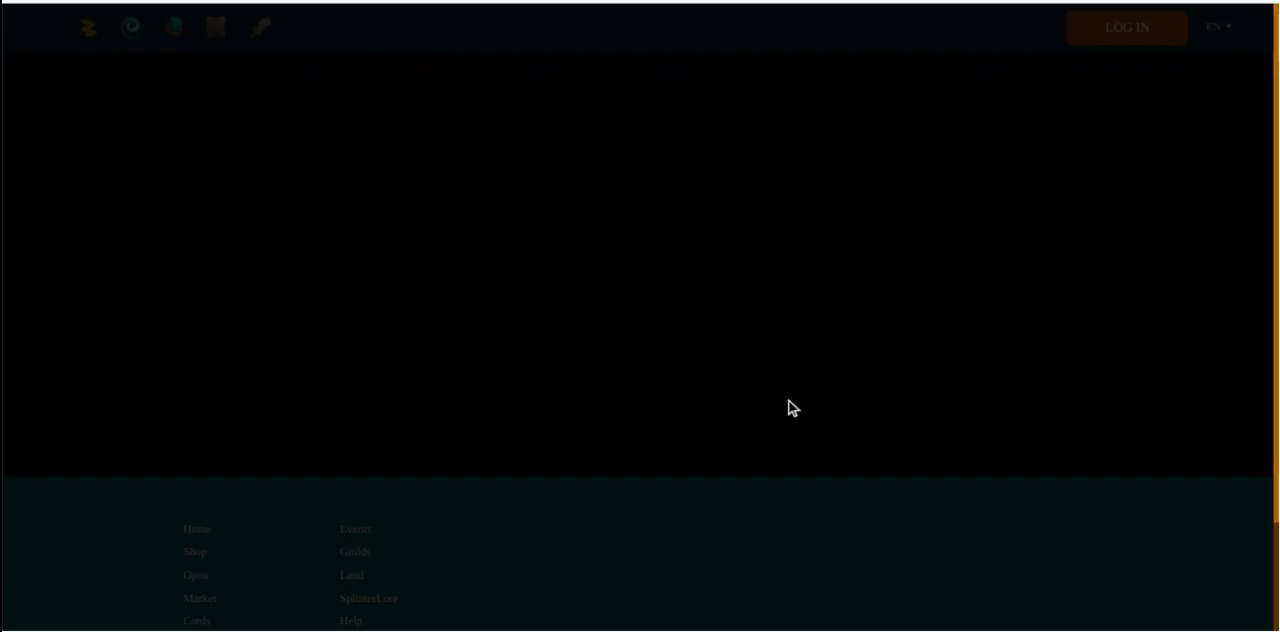 LOG IN
EN
Home
Events
Shop
Guilds
Open
Land
Market
SplinterLore
Cards
Help